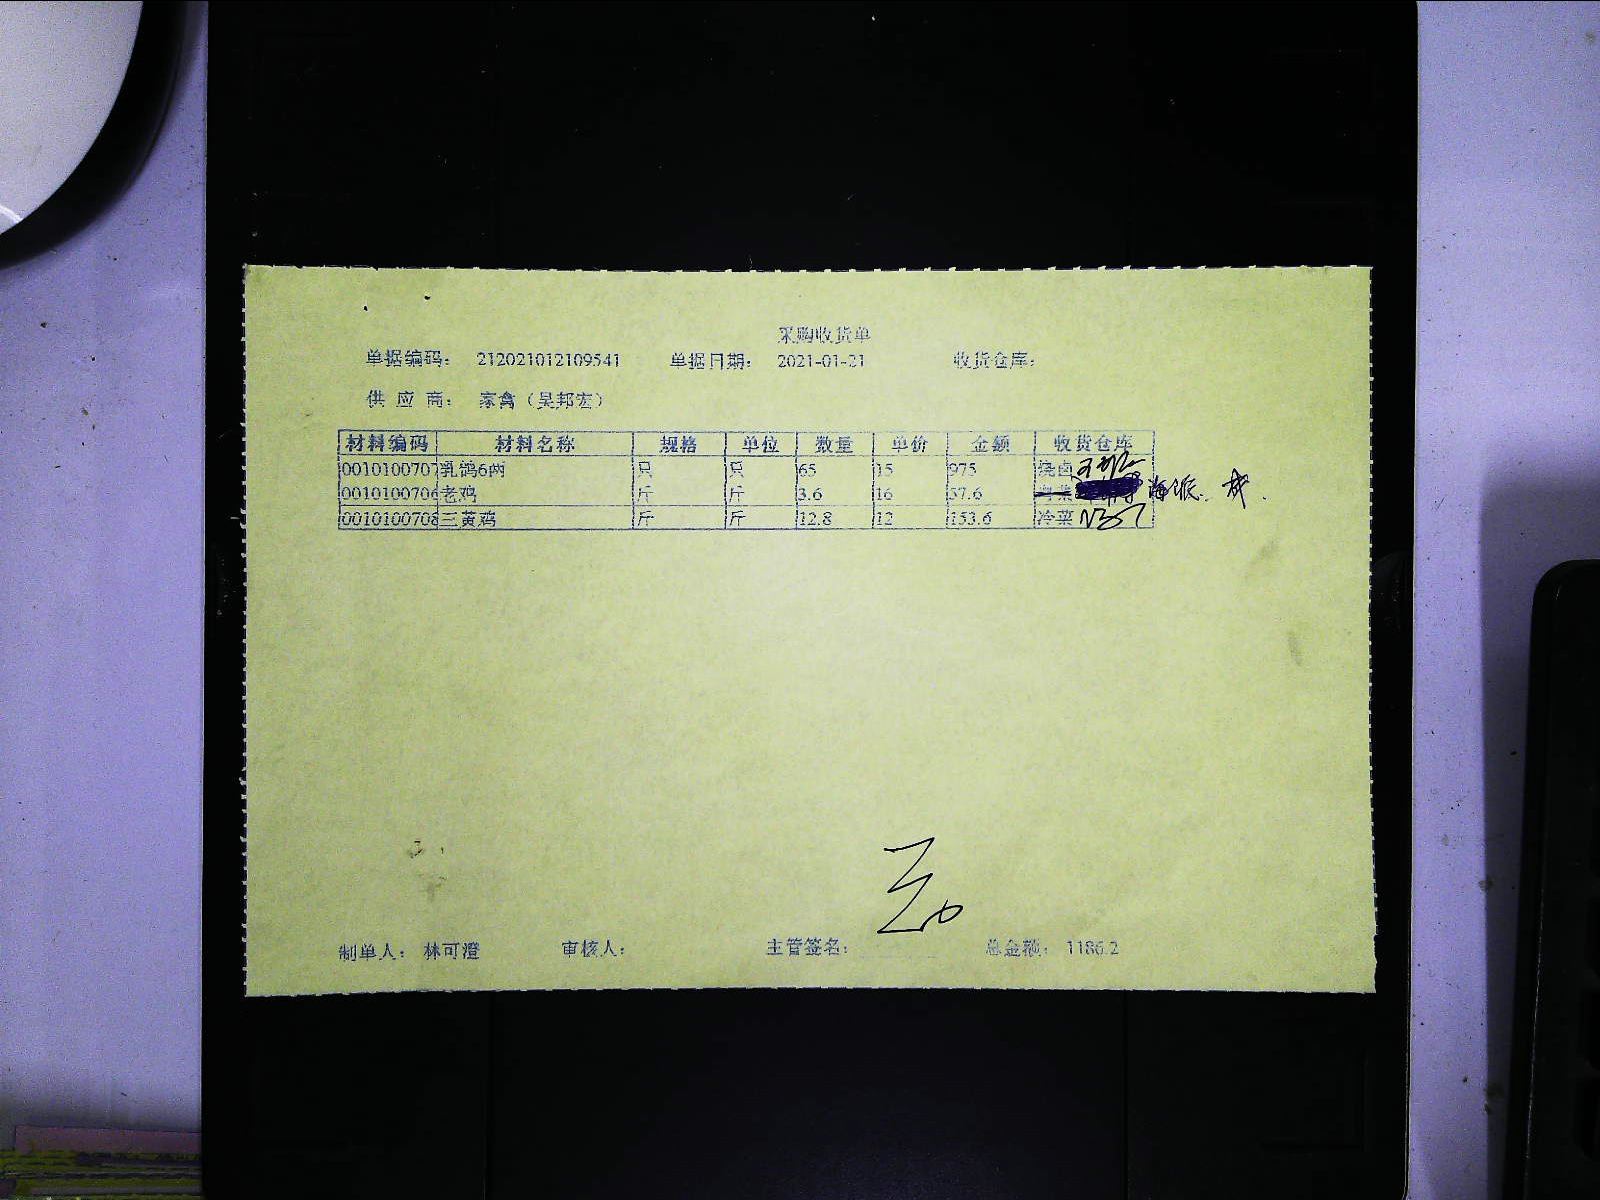 采购收货单
单据编码： 212021012109541 单据日期： 2021-01-21 收货仓库：
供 应 商： 家禽（吴邦宏）
材料编码 材料名称 规格 单位 数量 单价 金额 收货仓库
0010100707 乳鸽6两 只 只 65 15 975 烧卤
0010100706 老鸡 斤 斤 3.6 16 57.6
0010100708 三黄鸡 斤 斤 12.8 12 153.6 冷菜
制单人： 林可澄 审核人： 主管签名： 总金额： 1186.2